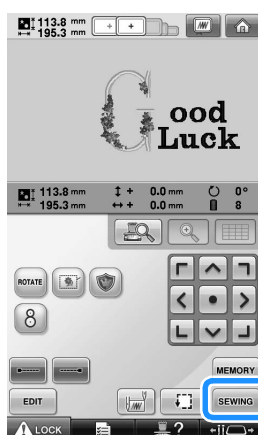 113.8 mm
195.3 mm
Good
Luck
113.8 mm + 0.0 mm 0°
195.3 mm + 0.0 mm 8
ROTATE
8
MEMORY
EDIT SEWING
LOCK ?